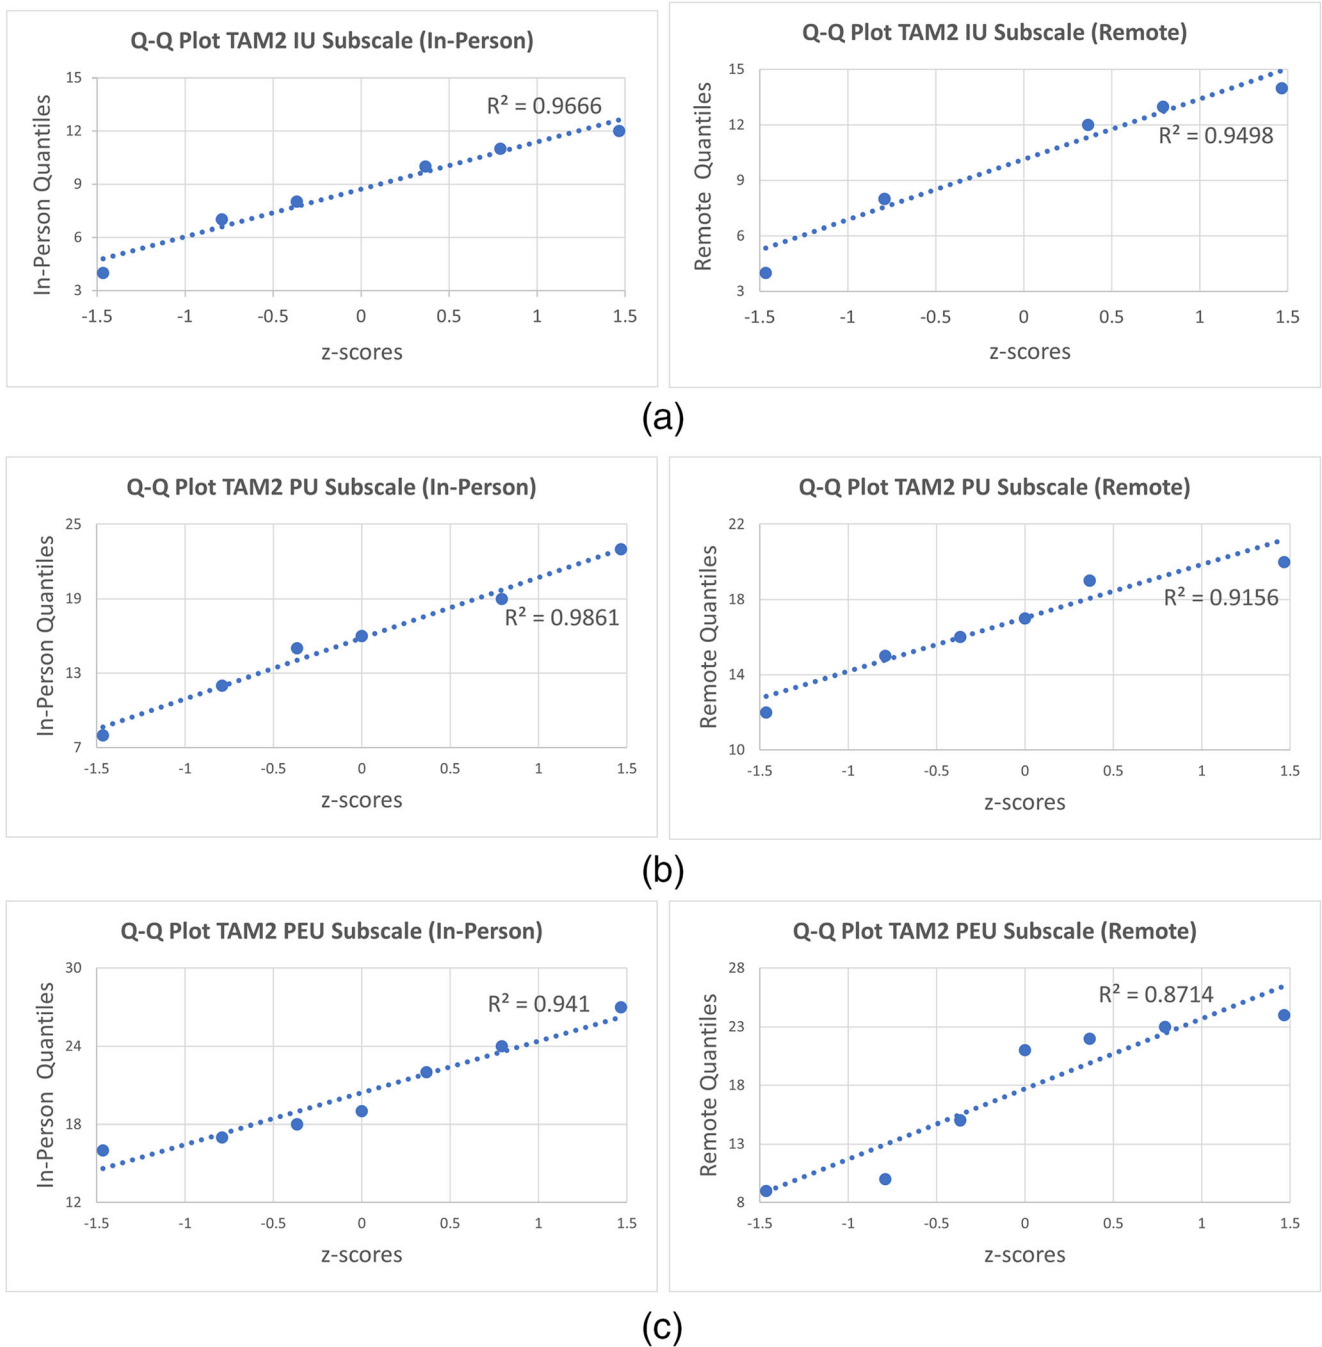 Q-Q Plot TAM2 IU Subscale (In-Person)
15
12
9
6
3
In-Person Quantiles
R² = 0.9666
-1.5 -1 -0.5 0 0.5 1 1.5
z-scores
Q-Q Plot TAM2 IU Subscale (Remote)
15
12
9
6
3
Remote Quantiles
R² = 0.9498
-1.5 -1 -0.5 0 0.5 1 1.5
z-scores
(a)
Q-Q Plot TAM2 PU Subscale (In-Person)
25
19
13
7
In-Person Quantiles
R² = 0.9861
-1.5 -1 -0.5 0 0.5 1 1.5
z-scores
Q-Q Plot TAM2 PU Subscale (Remote)
22
18
14
10
Remote Quantiles
R² = 0.9156
-1.5 -1 -0.5 0 0.5 1 1.5
z-scores
(b)
Q-Q Plot TAM2 PEU Subscale (In-Person)
30
24
18
12
In-Person Quantiles
R² = 0.941
-1.5 -1 -0.5 0 0.5 1 1.5
z-scores
Q-Q Plot TAM2 PEU Subscale (Remote)
28
23
18
13
8
Remote Quantiles
R² = 0.8714
-1.5 -1 -0.5 0 0.5 1 1.5
z-scores
(c)